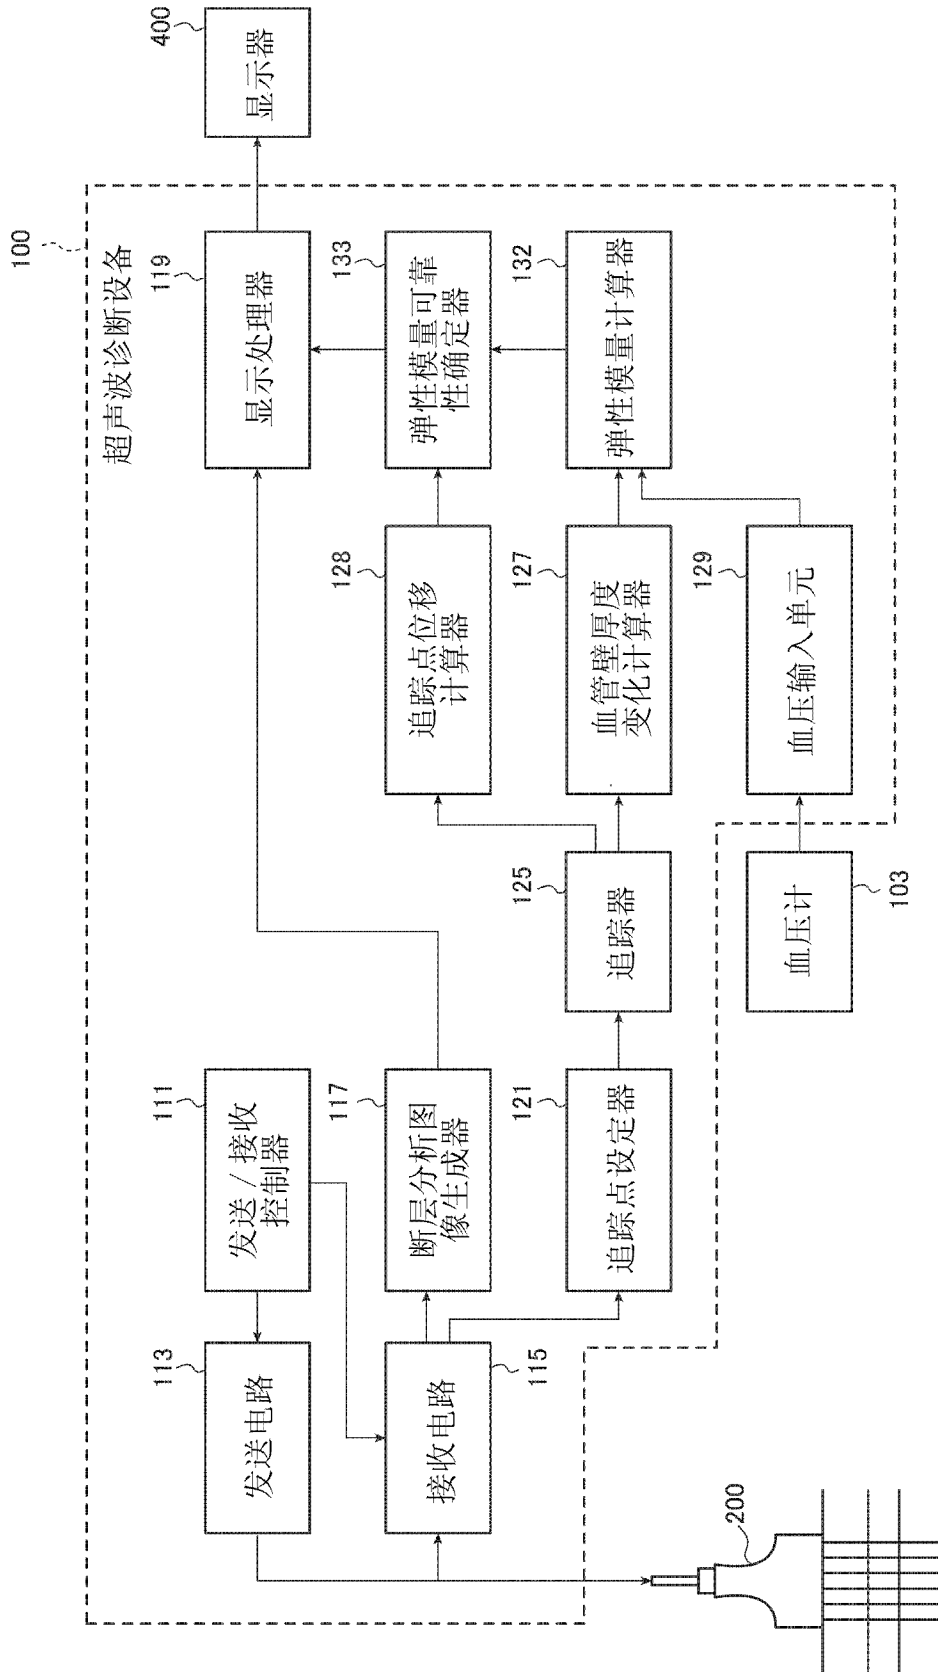 100
超声波诊断设备
113
发送电路
111
发送/接收
控制器
119
显示处理器
400
显示器
115
接收电路
117
断层分析图
像生成器
128
追踪点位移
计算器
133
弹性模量可靠
性确定器
121
追踪点设定器
125
追踪器
127
血管壁厚度
变化计算器
132
弹性模量计算器
103
血压计
129
血压输入单元
200